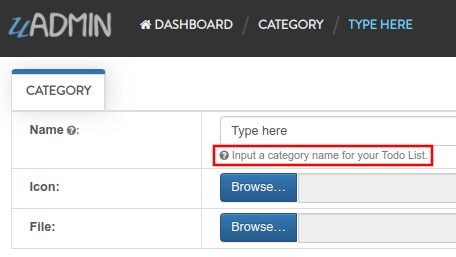 uADMIN DASHBOARD / CATEGORY / TYPE HERE
CATEGORY
Name : Type here
Input a category name for your Todo List.
Icon: Browse...
File: Browse...